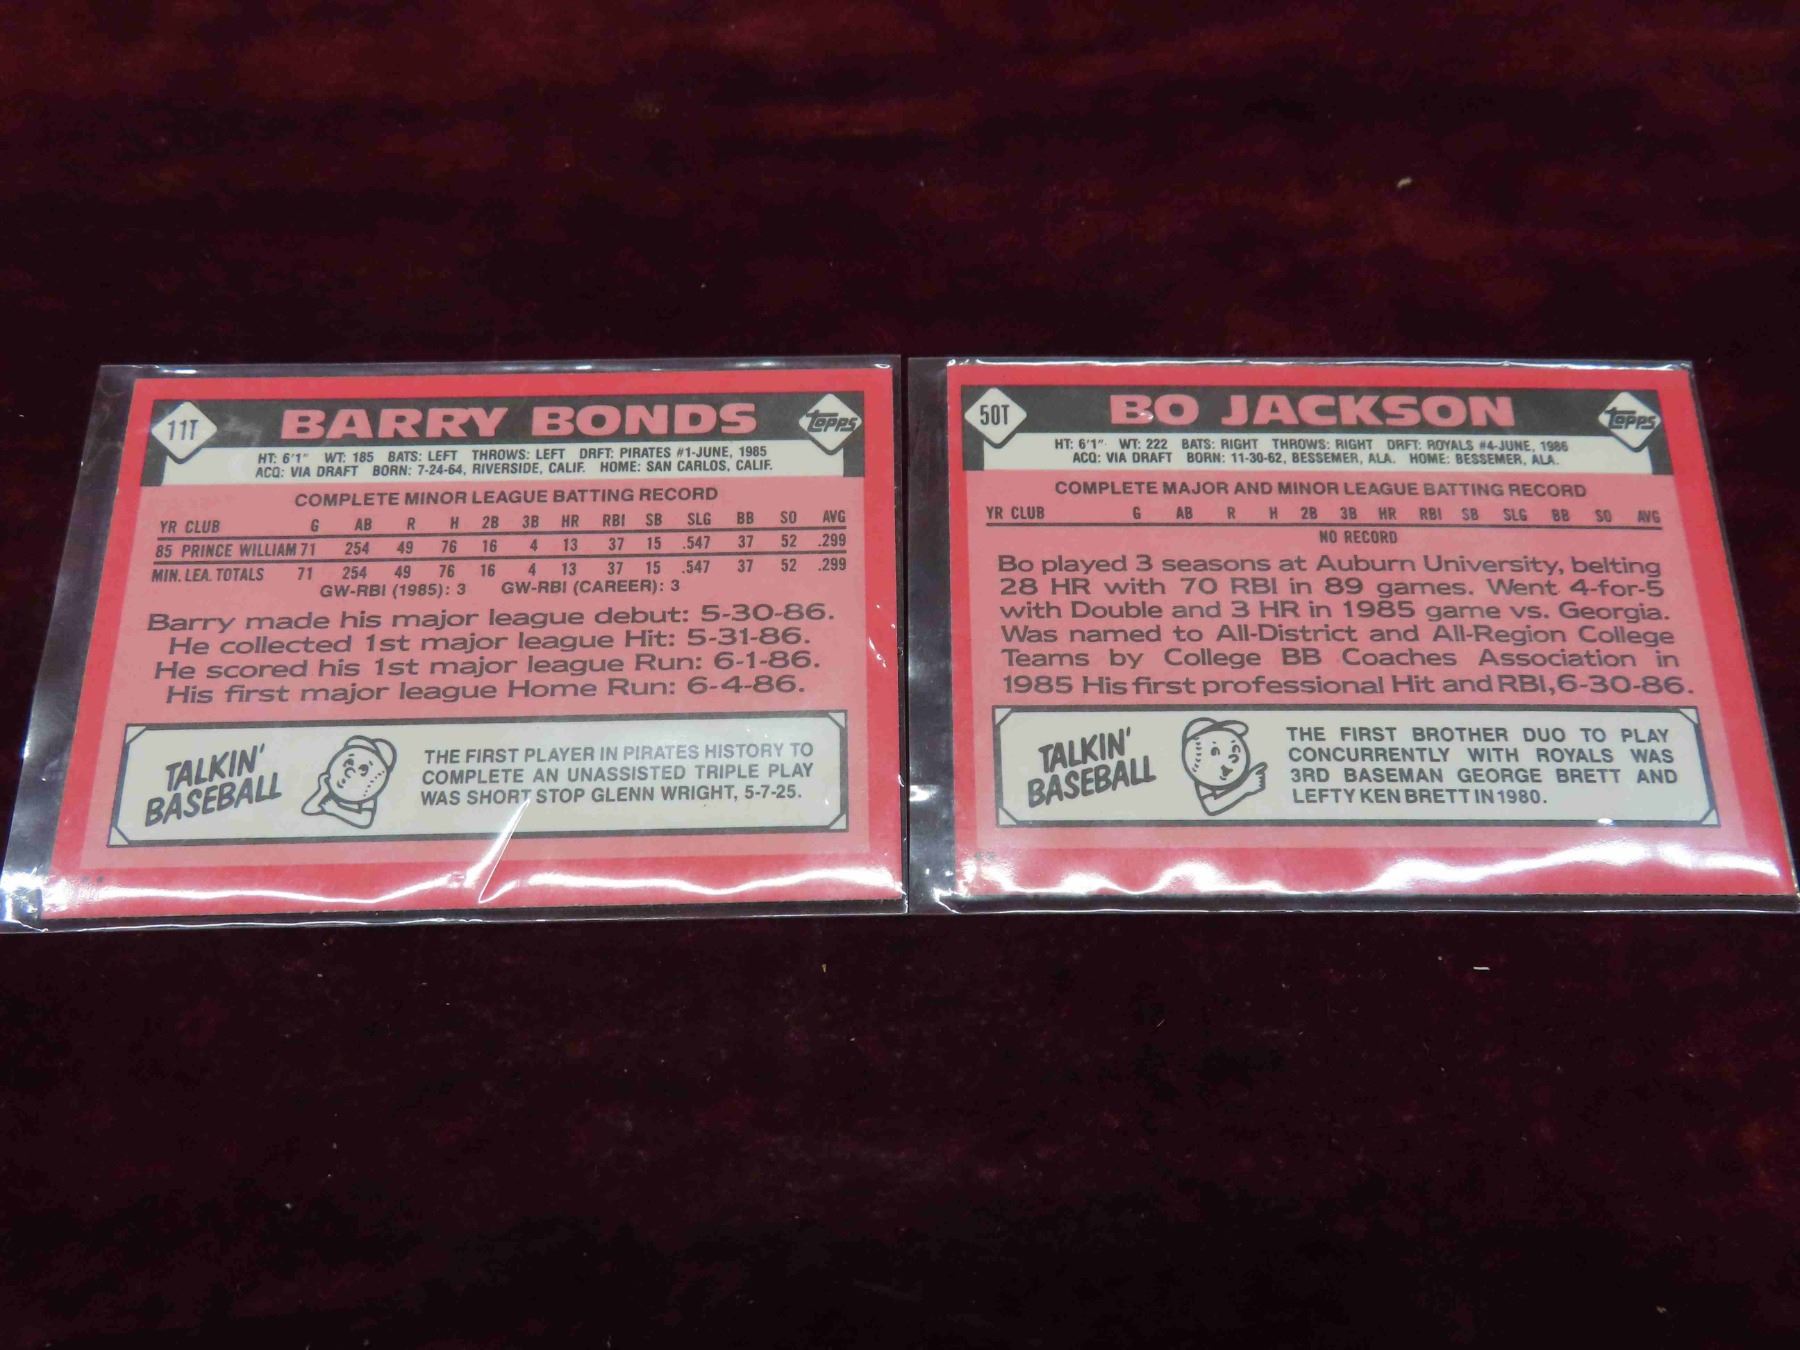 11T
BARRY BONDS
topps
HT: 6'1" WT: 185 BATS: LEFT THROWS: LEFT DRFT: PIRATES #1-JUNE, 1985
ACQ: VIA DRAFT BORN: 7-24-64, RIVERSIDE, CALIF. HOME: SAN CARLOS, CALIF.
COMPLETE MINOR LEAGUE BATTING RECORD
YR CLUB G AB R H 2B 3B HR RBI SB SLG BB SO AVG
85 PRINCE WILLIAM 71 254 49 76 16 4 13 37 15 .547 37 52 .299
MIN. LEA. TOTALS 71 254 49 76 16 4 13 37 15 .547 37 52 .299
GW-RBI (1985): 3 GW-RBI (CAREER): 3
Barry made his major league debut: 5-30-86.
He collected 1st major league Hit: 5-31-86.
He scored his 1st major league Run: 6-1-86.
His first major league Home Run: 6-4-86.
TALKIN'
BASEBALL
THE FIRST PLAYER IN PIRATES HISTORY TO
COMPLETE AN UNASSISTED TRIPLE PLAY
WAS SHORT STOP GLENN WRIGHT, 5-7-25.
50T
BO JACKSON
topps
HT: 6'1" WT: 222 BATS: RIGHT THROWS: RIGHT DRFT: ROYALS #4-JUNE, 1986
ACQ: VIA DRAFT BORN: 11-30-62, BESSEMER, ALA. HOME: BESSEMER, ALA.
COMPLETE MAJOR AND MINOR LEAGUE BATTING RECORD
YR CLUB G AB R H 2B 3B HR RBI SB SLG BB SO AVG
NO RECORD
Bo played 3 seasons at Auburn University, belting
28 HR with 70 RBI in 89 games. Went 4-for-5
with Double and 3 HR in 1985 game vs. Georgia.
Was named to All-District and All-Region College
Teams by College BB Coaches Association in
1985 His first professional Hit and RBI, 6-30-86.
TALKIN'
BASEBALL
THE FIRST BROTHER DUO TO PLAY
CONCURRENTLY WITH ROYALS WAS
3RD BASEMAN GEORGE BRETT AND
LEFTY KEN BRETT IN 1980.